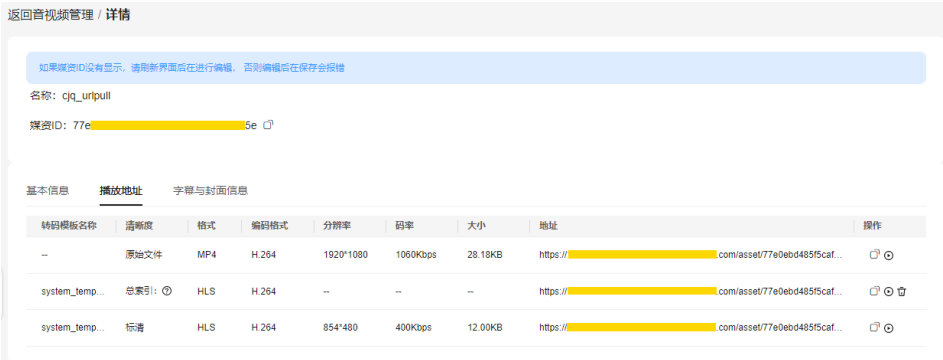 返回音视频管理 / 详情
如果媒资ID没有显示，请刷新界面后在进行编辑， 否则编辑后在保存会报错
名称：cjq_urlpull
媒资ID：77e 5e
基本信息 播放地址 字幕与封面信息
转码模板名称 清晰度 格式 编码格式 分辨率 码率 大小 地址 操作
-- 原始文件 MP4 H.264 1920*1080 1060Kbps 28.18KB https:// .com/asset/77e0ebd485f5caf...
system_temp... 总索引： HLS H.264 -- -- -- https:// .com/asset/77e0ebd485f5caf...
system_temp... 标清 HLS H.264 854*480 400Kbps 12.00KB https:// .com/asset/77e0ebd485f5caf...